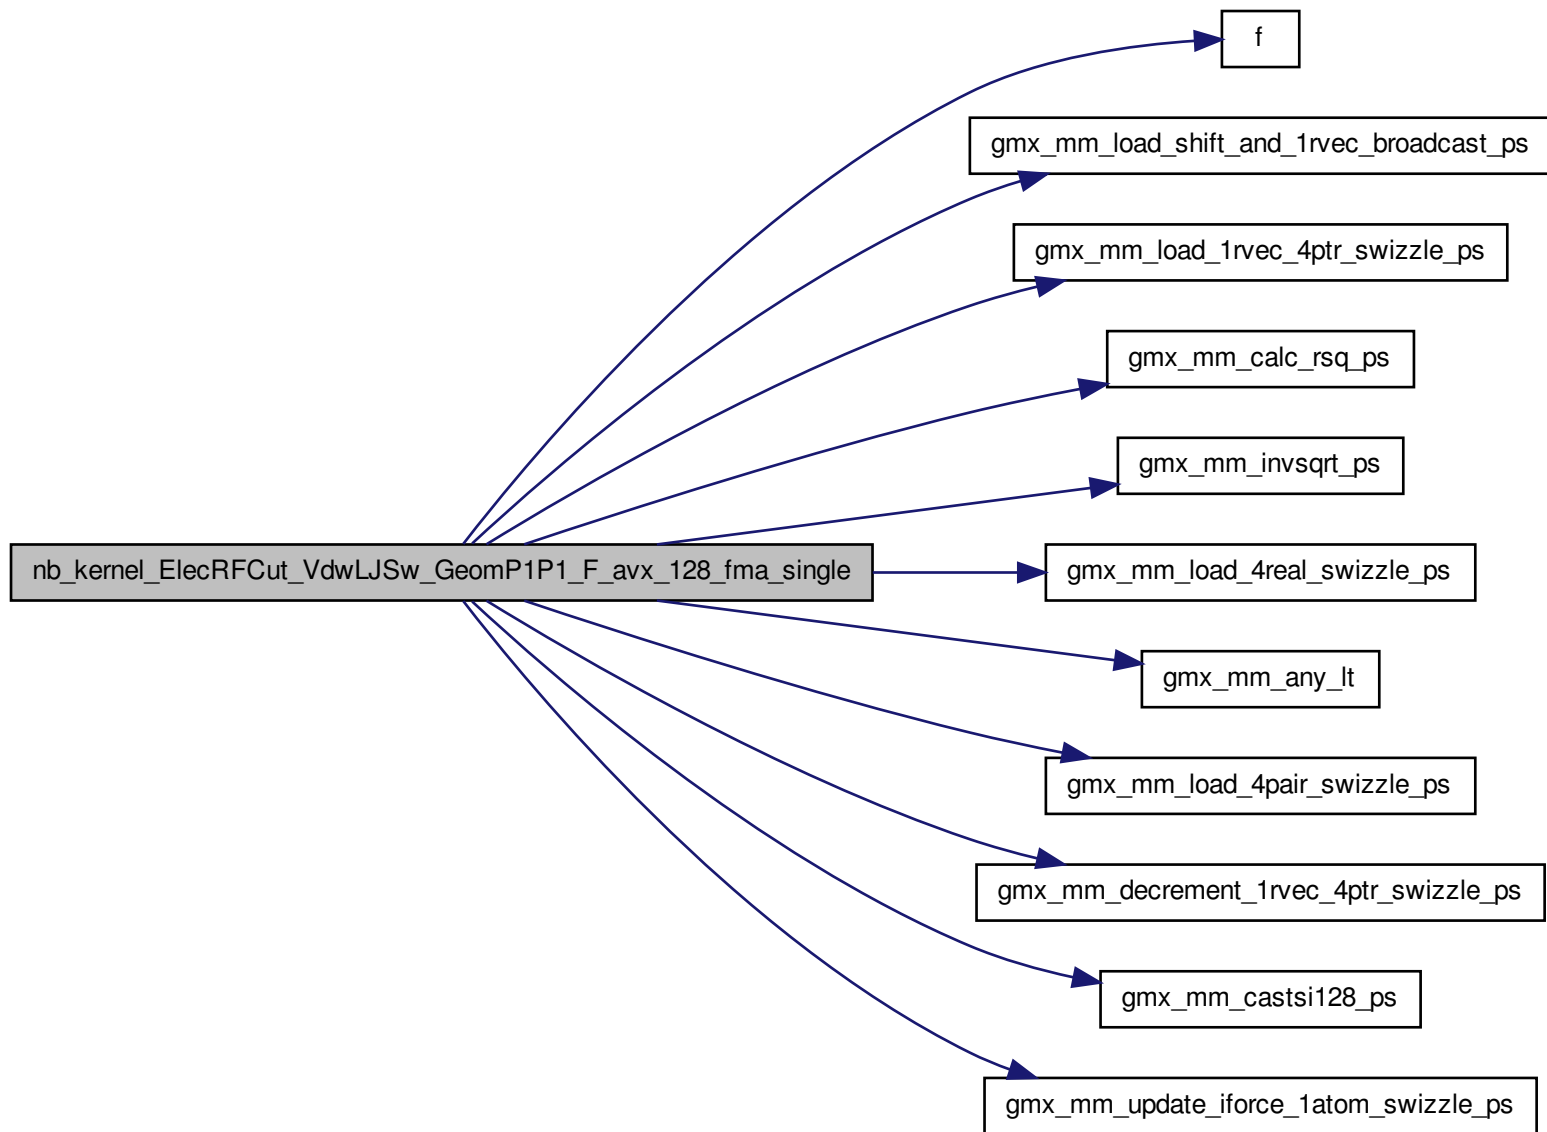 f
gmx_mm_load_shift_and_1rvec_broadcast_ps
gmx_mm_load_1rvec_4ptr_swizzle_ps
gmx_mm_calc_rsq_ps
gmx_mm_invsqrt_ps
nb_kernel_ElecRFCut_VdwLJSw_GeomP1P1_F_avx_128_fma_single
gmx_mm_load_4real_swizzle_ps
gmx_mm_any_lt
gmx_mm_load_4pair_swizzle_ps
gmx_mm_decrement_1rvec_4ptr_swizzle_ps
gmx_mm_castsi128_ps
gmx_mm_update_iforce_1atom_swizzle_ps